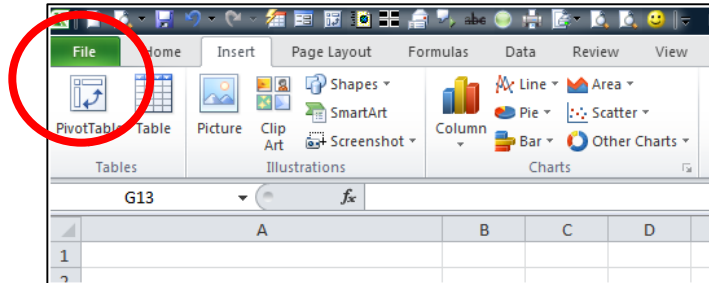 abc
File Home Insert Page Layout Formulas Data Review View
PivotTable Table Picture Clip Art Shapes SmartArt Screenshot Column Line Pie Bar Area Scatter Other Charts
Tables Illustrations Charts
G13 fx
A B C D
1
2